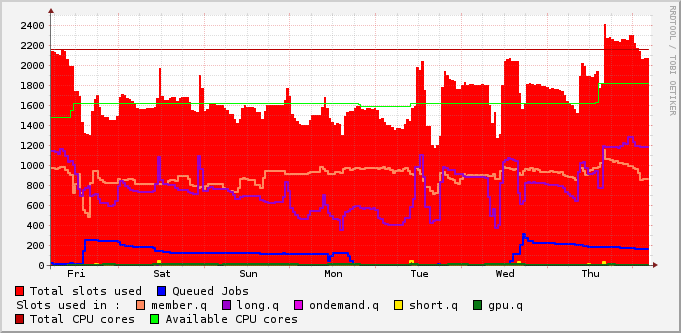 RRDTOOL / TOBI OETIKER
2400
2200
2000
1800
1600
1400
1200
1000
800
600
400
200
0
Fri Sat Sun Mon Tue Wed Thu
Total slots used Queued Jobs
Slots used in : member.q long.q ondemand.q short.q gpu.q
Total CPU cores Available CPU cores